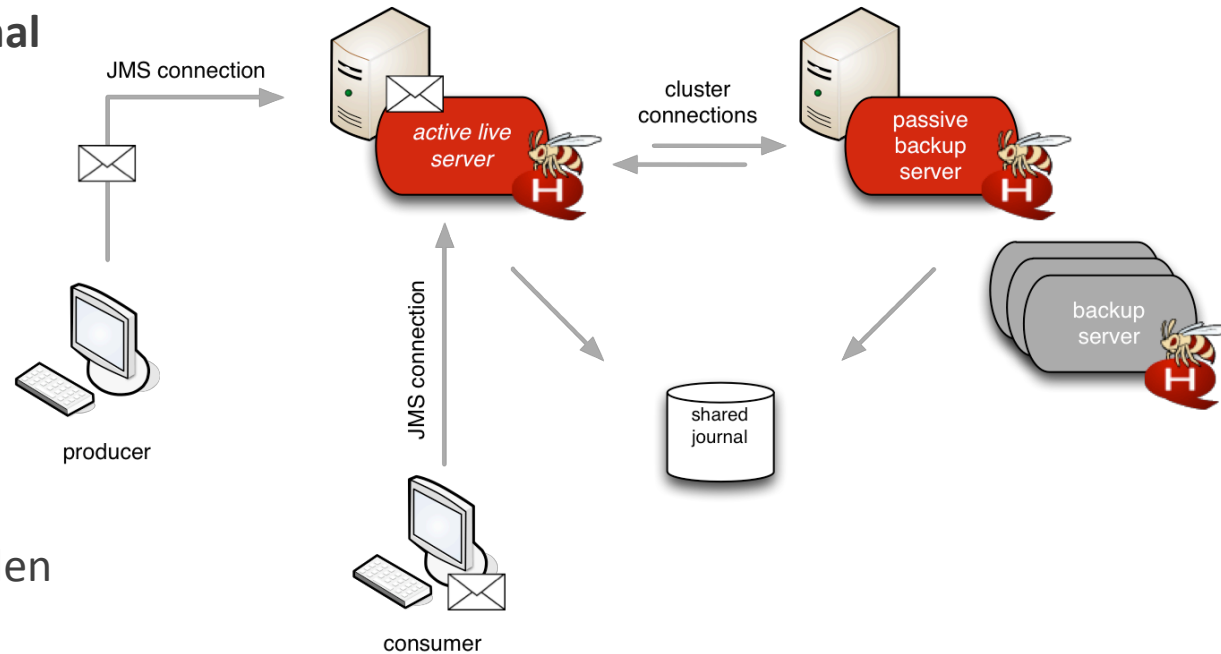 nal
JMS connection
active live
server
H
cluster
connections
passive
backup
server
H
backup
server
H
JMS connection
shared
journal
producer
en
consumer